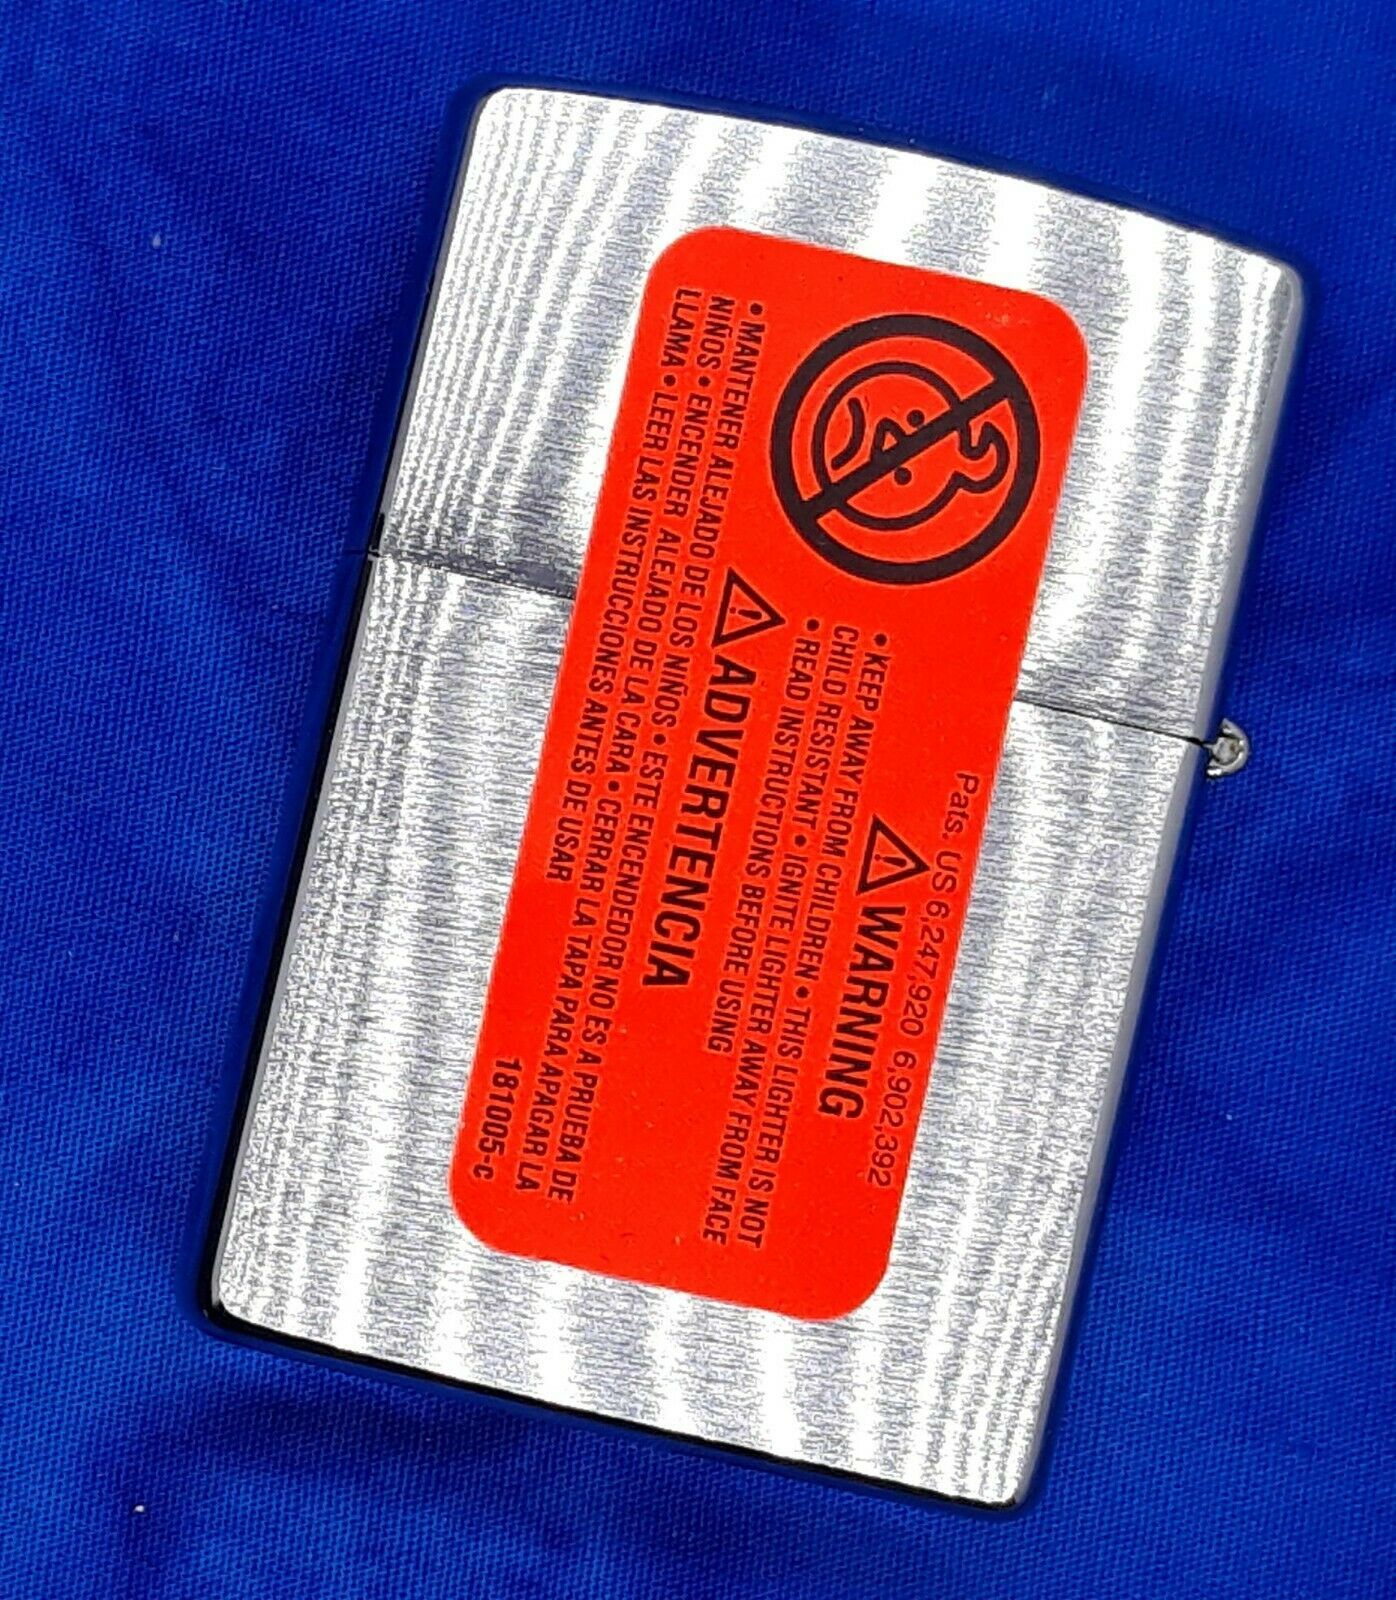 Pats. US 6,247,920 6,902,392
⚠ WARNING
• KEEP AWAY FROM CHILDREN • THIS LIGHTER IS NOT
CHILD RESISTANT • IGNITE LIGHTER AWAY FROM FACE
• READ INSTRUCTIONS BEFORE USING
⚠ ADVERTENCIA
• MANTENER ALEJADO DE LOS NIÑOS • ESTE ENCENDEDOR NO ES A PRUEBA DE
NIÑOS • ENCENDER ALEJADO DE LA CARA • CERRAR LA TAPA PARA APAGAR LA
LLAMA • LEER LAS INSTRUCCIONES ANTES DE USAR
181005-c